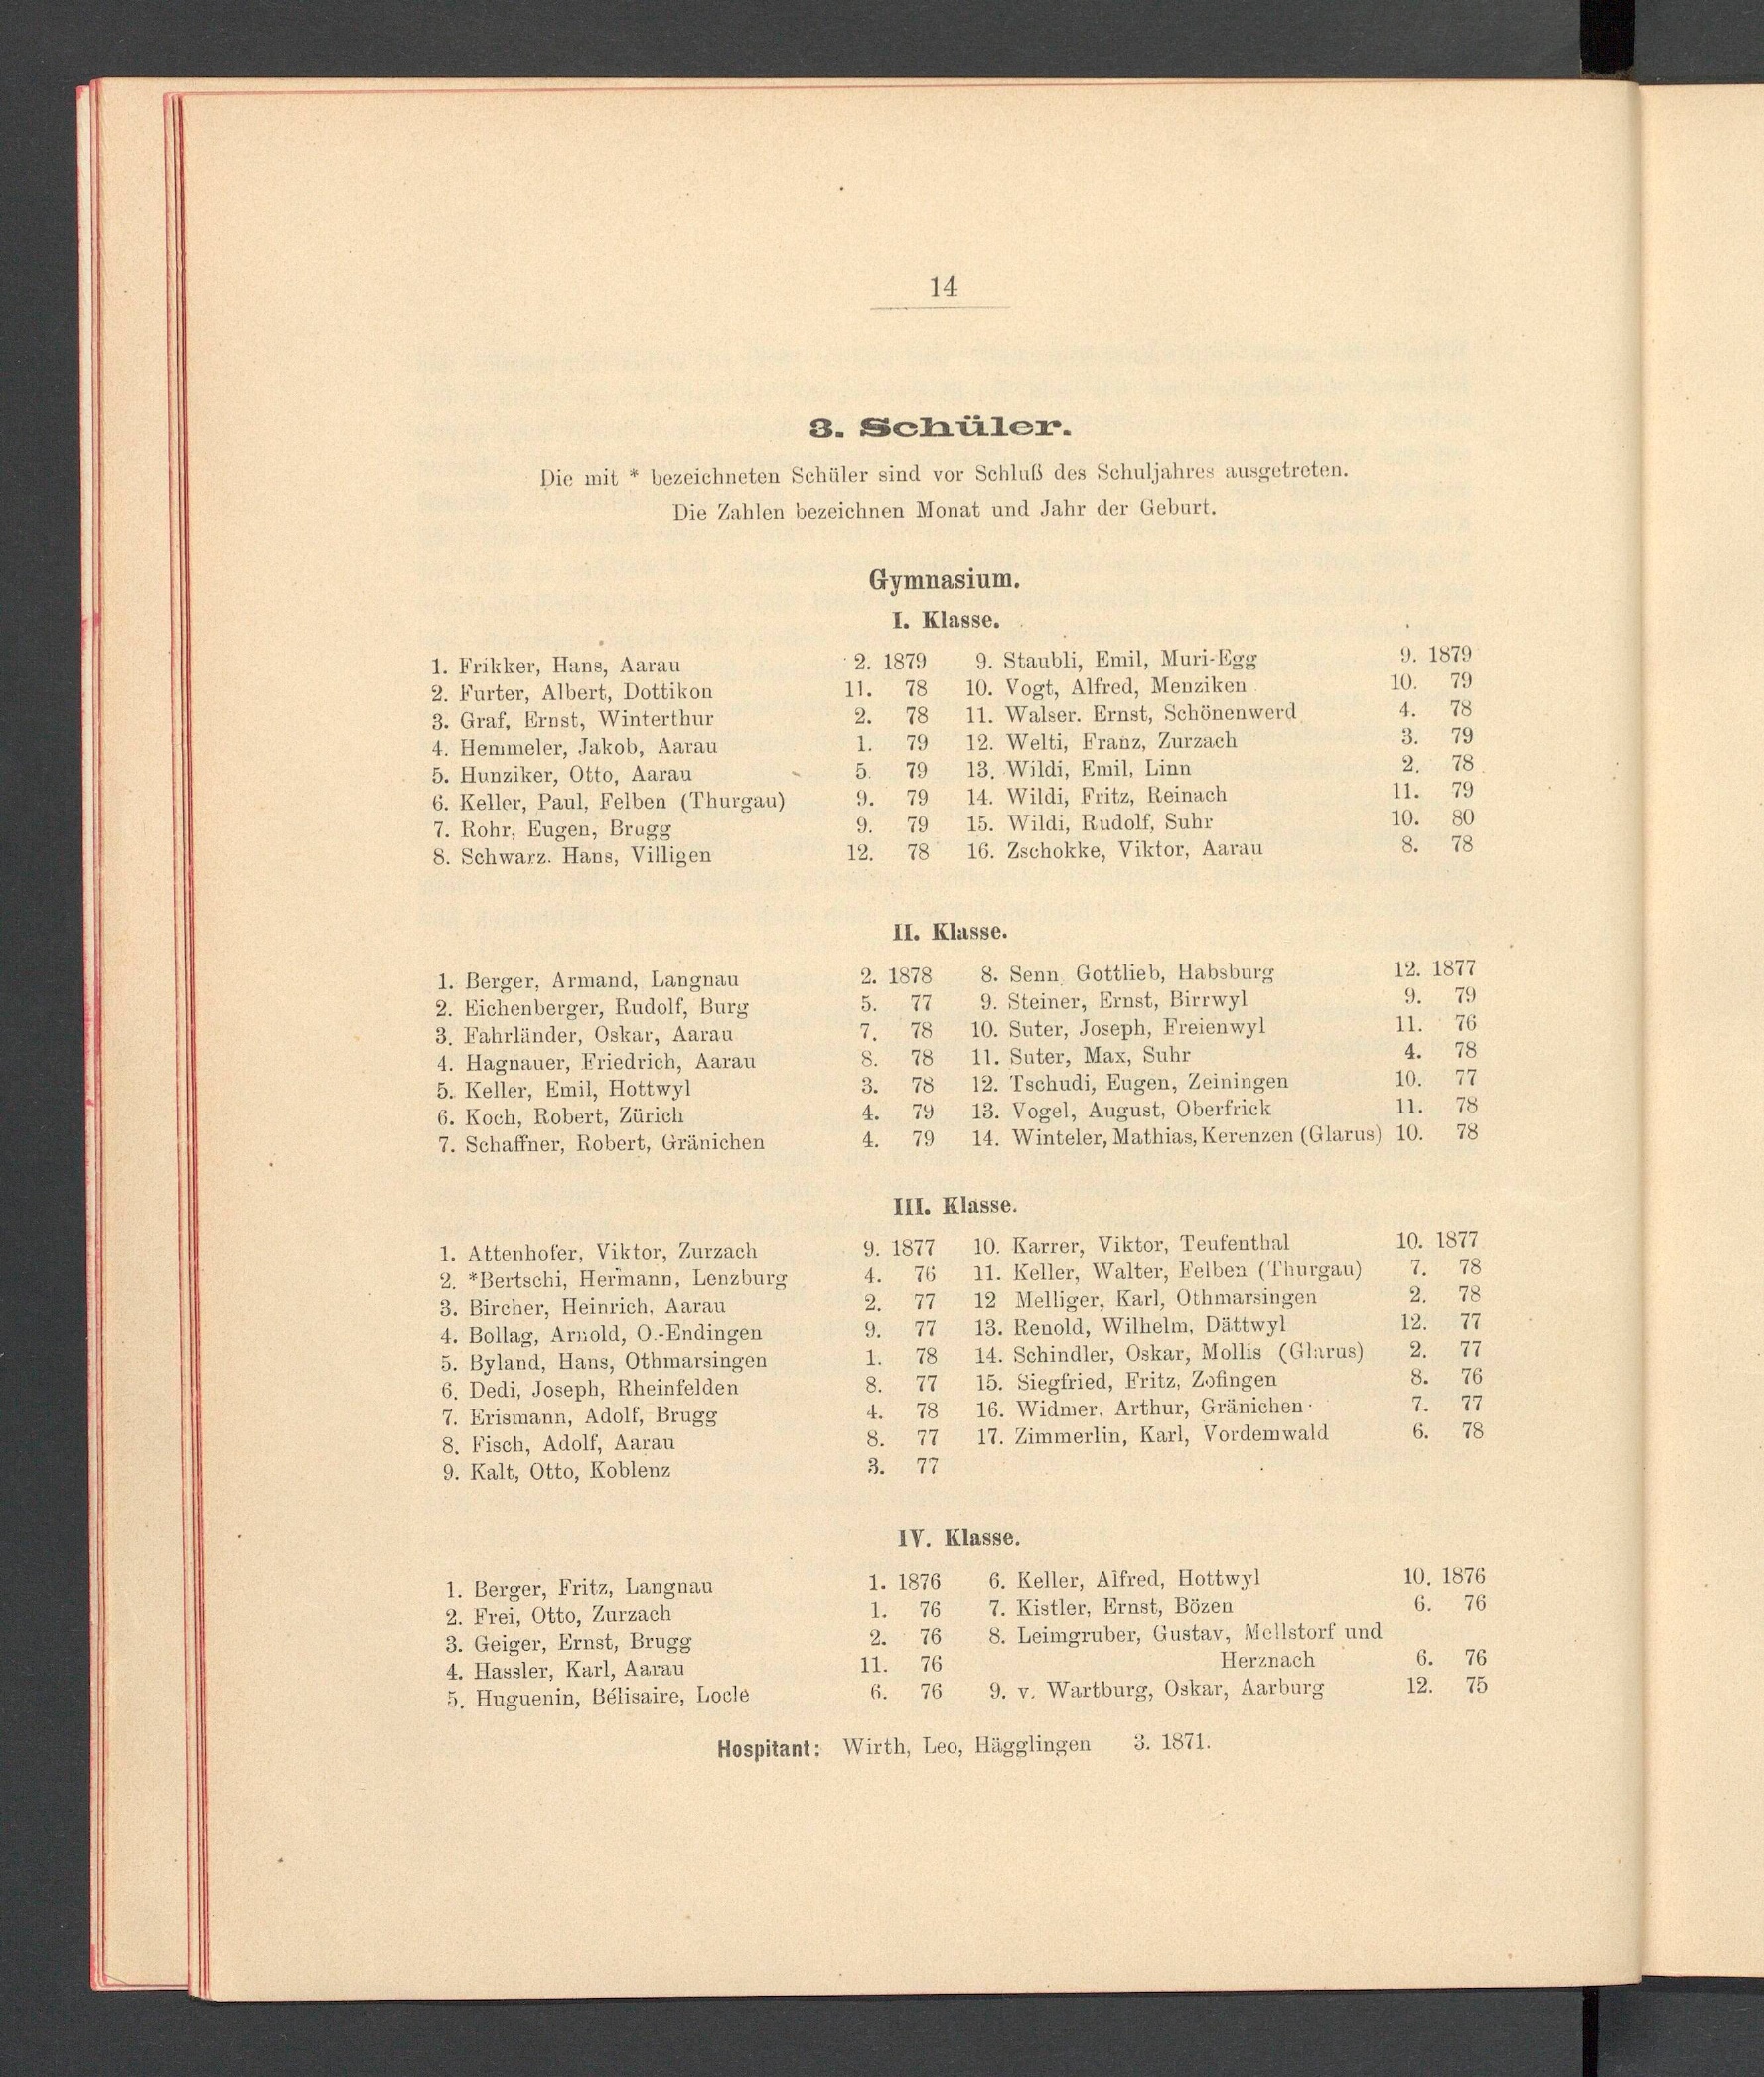 14
3. Schüler.
Die mit * bezeichneten Schüler sind vor Schluß des Schuljahres ausgetreten.
Die Zahlen bezeichnen Monat und Jahr der Geburt.
Gymnasium.
I. Klasse.
1. Frikker, Hans, Aarau 2. 1879
2. Furter, Albert, Dottikon 11. 78
3. Graf, Ernst, Winterthur 2. 78
4. Hemmeler, Jakob, Aarau 1. 79
5. Hunziker, Otto, Aarau 5. 79
6. Keller, Paul, Felben (Thurgau) 9. 79
7. Rohr, Eugen, Brugg 9. 79
8. Schwarz. Hans, Villigen 12. 78
9. Staubli, Emil, Muri-Egg 9. 1879
10. Vogt, Alfred, Menziken 10. 79
11. Walser. Ernst, Schönenwerd 4. 78
12. Welti, Franz, Zurzach 3. 79
13. Wildi, Emil, Linn 2. 78
14. Wildi, Fritz, Reinach 11. 79
15. Wildi, Rudolf, Suhr 10. 80
16. Zschokke, Viktor, Aarau 8. 78
II. Klasse.
1. Berger, Armand, Langnau 2. 1878
2. Eichenberger, Rudolf, Burg 5. 77
3. Fahrländer, Oskar, Aarau 7. 78
4. Hagnauer, Friedrich, Aarau 8. 78
5. Keller, Emil, Hottwyl 3. 78
6. Koch, Robert, Zürich 4. 79
7. Schaffner, Robert, Gränichen 4. 79
8. Senn, Gottlieb, Habsburg 12. 1877
9. Steiner, Ernst, Birrwyl 9. 79
10. Suter, Joseph, Freienwyl 11. 76
11. Suter, Max, Suhr 4. 78
12. Tschudi, Eugen, Zeiningen 10. 77
13. Vogel, August, Oberfrick 11. 78
14. Winteler, Mathias, Kerenzen (Glarus) 10. 78
III. Klasse.
1. Attenhofer, Viktor, Zurzach 9. 1877
2. *Bertschi, Hermann, Lenzburg 4. 76
3. Bircher, Heinrich, Aarau 2. 77
4. Bollag, Arnold, O.-Endingen 9. 77
5. Byland, Hans, Othmarsingen 1. 78
6. Dedi, Joseph, Rheinfelden 8. 77
7. Erismann, Adolf, Brugg 4. 78
8. Fisch, Adolf, Aarau 8. 77
9. Kalt, Otto, Koblenz 3. 77
10. Karrer, Viktor, Teufenthal 10. 1877
11. Keller, Walter, Felben (Thurgau) 7. 78
12 Melliger, Karl, Othmarsingen 2. 78
13. Renold, Wilhelm, Dättwyl 12. 77
14. Schindler, Oskar, Mollis (Glarus) 2. 77
15. Siegfried, Fritz, Zofingen 8. 76
16. Widmer, Arthur, Gränichen 7. 77
17. Zimmerlin, Karl, Vordemwald 6. 78
IV. Klasse.
1. Berger, Fritz, Langnau 1. 1876
2. Frei, Otto, Zurzach 1. 76
3. Geiger, Ernst, Brugg 2. 76
4. Hassler, Karl, Aarau 11. 76
5. Huguenin, Bélisaire, Locle 6. 76
6. Keller, Alfred, Hottwyl 10. 1876
7. Kistler, Ernst, Bözen 6. 76
8. Leimgruber, Gustav, Mellstorf und
Herznach 6. 76
9. v. Wartburg, Oskar, Aarburg 12. 75
Hospitant: Wirth, Leo, Hägglingen 3. 1871.